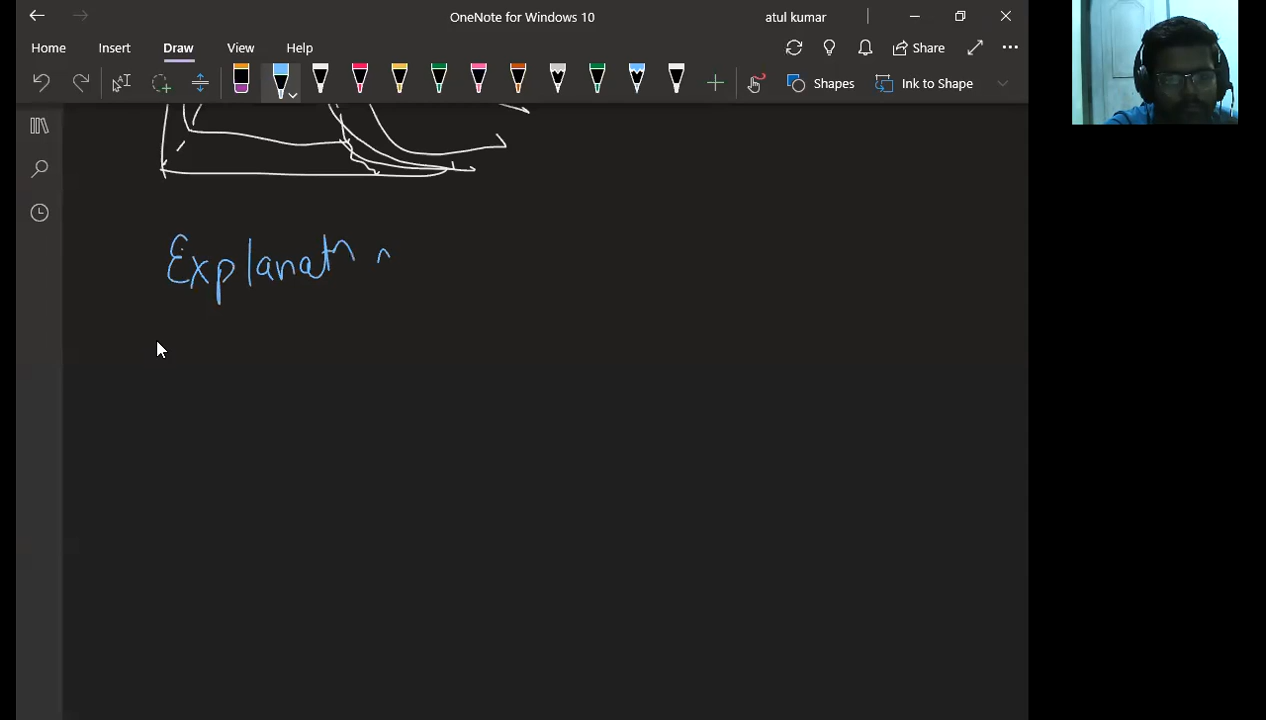 OneNote for Windows 10
atul kumar
Home Insert Draw View Help
Share
Shapes
Ink to Shape
Explanatn